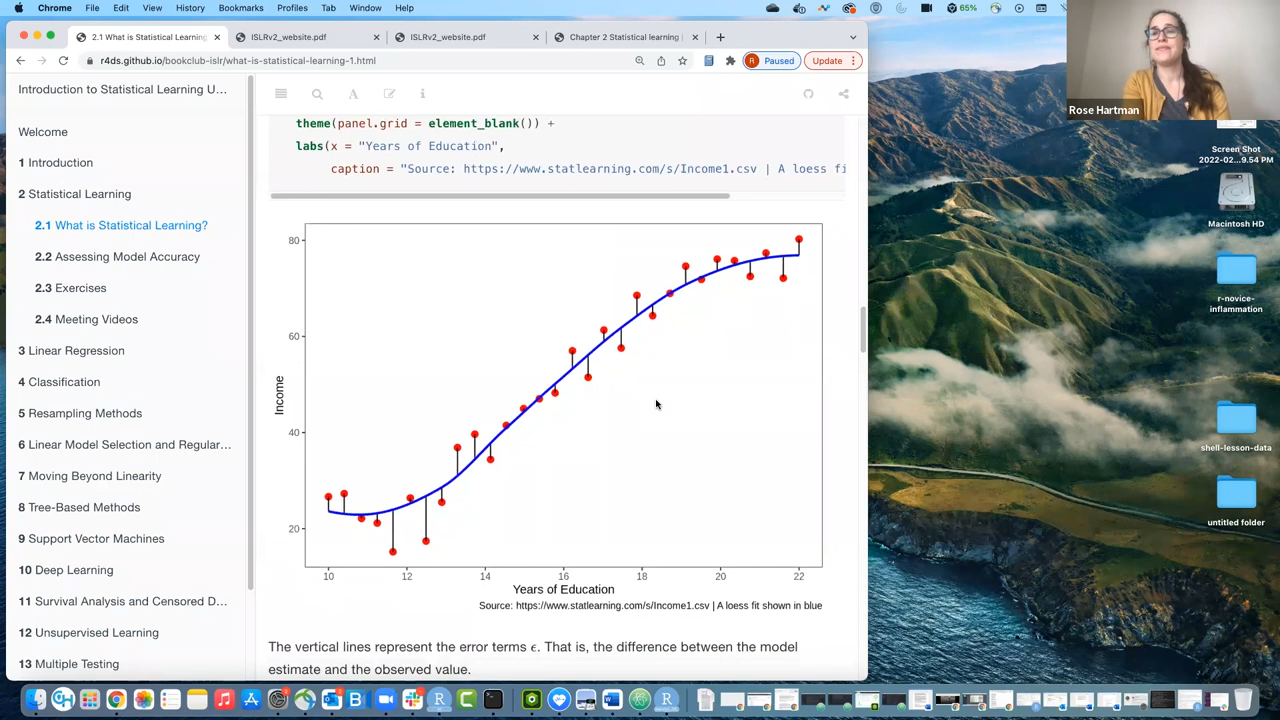 Chrome File Edit View History Bookmarks Profiles Tab Window Help
65%
2.1 What is Statistical Learning
ISLRv2_website.pdf
ISLRv2_website.pdf
Chapter 2 Statistical learning
r4ds.github.io/bookclub-islr/what-is-statistical-learning-1.html
R Paused
Update
Introduction to Statistical Learning U...
Welcome
1 Introduction
2 Statistical Learning
2.1 What is Statistical Learning?
2.2 Assessing Model Accuracy
2.3 Exercises
2.4 Meeting Videos
3 Linear Regression
4 Classification
5 Resampling Methods
6 Linear Model Selection and Regular...
7 Moving Beyond Linearity
8 Tree-Based Methods
9 Support Vector Machines
10 Deep Learning
11 Survival Analysis and Censored D...
12 Unsupervised Learning
13 Multiple Testing
theme(panel.grid = element_blank()) +
labs(x = "Years of Education",
caption = "Source: https://www.statlearning.com/s/Income1.csv | A loess fi
80
60
40
20
Income
10 12 14 16 18 20 22
Years of Education
Source: https://www.statlearning.com/s/Income1.csv | A loess fit shown in blue
The vertical lines represent the error terms ϵ. That is, the difference between the model
estimate and the observed value.
Rose Hartman
Screen Shot
2022-02...9.54 PM
Macintosh HD
r-novice-
inflammation
shell-lesson-data
untitled folder